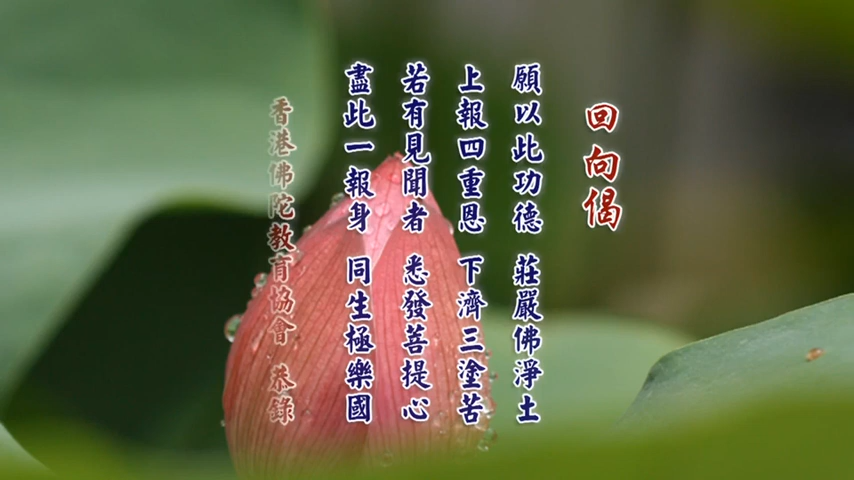 回向偈
願以此功德 莊嚴佛淨土
上報四重恩 下濟三塗苦
若有見聞者 悉發菩提心
盡此一報身 同生極樂國
香港佛陀教育協會 恭錄